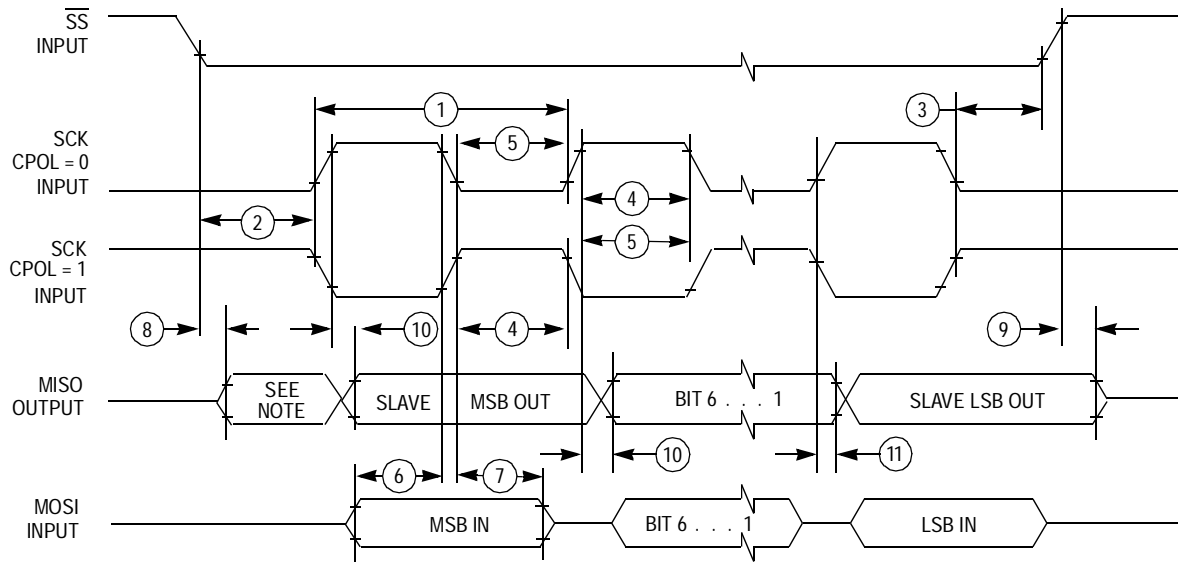 SS
INPUT
1
3
SCK
CPOL = 0
INPUT
5
4
2
SCK
CPOL = 1
INPUT
5
8
10
4
9
MISO
OUTPUT
SEE
NOTE
SLAVE
MSB OUT
BIT 6 . . . 1
SLAVE LSB OUT
10
11
6
7
MOSI
INPUT
MSB IN
BIT 6 . . . 1
LSB IN